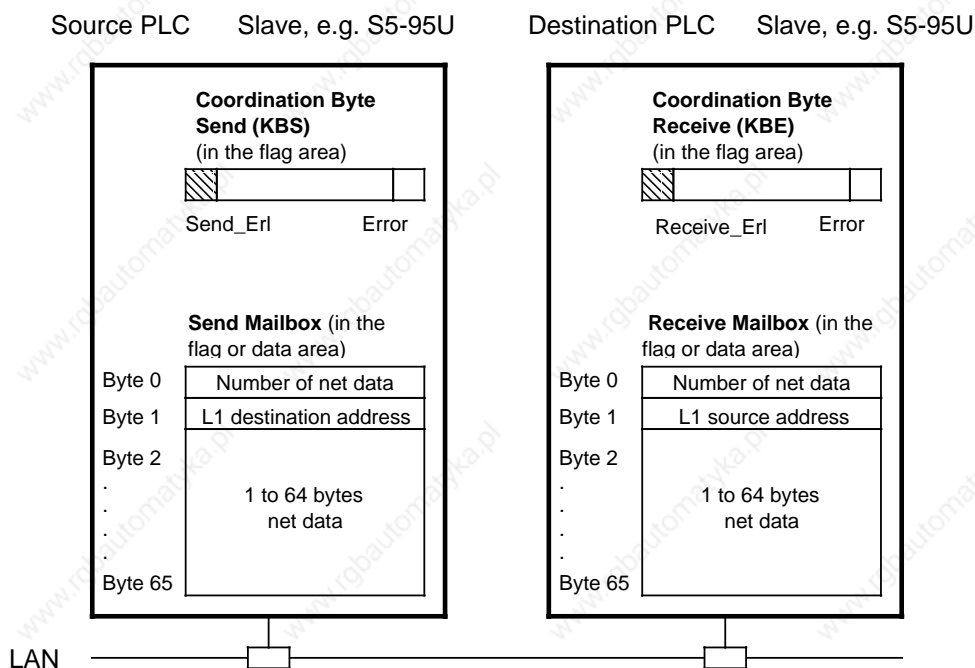 Source PLC Slave, e.g. S5-95U
Destination PLC Slave, e.g. S5-95U
Coordination Byte
Send (KBS)
(in the flag area)
Send_Erl Error
Send Mailbox (in the
flag or data area)
Byte 0 Number of net data
Byte 1 L1 destination address
Byte 2
.
.
.
.
1 to 64 bytes
net data
Byte 65
Coordination Byte
Receive (KBE)
(in the flag area)
Receive_Erl Error
Receive Mailbox (in the
flag or data area)
Byte 0 Number of net data
Byte 1 L1 source address
Byte 2
.
.
.
.
1 to 64 bytes
net data
Byte 65
LAN
www.rgbautomatyka.pl